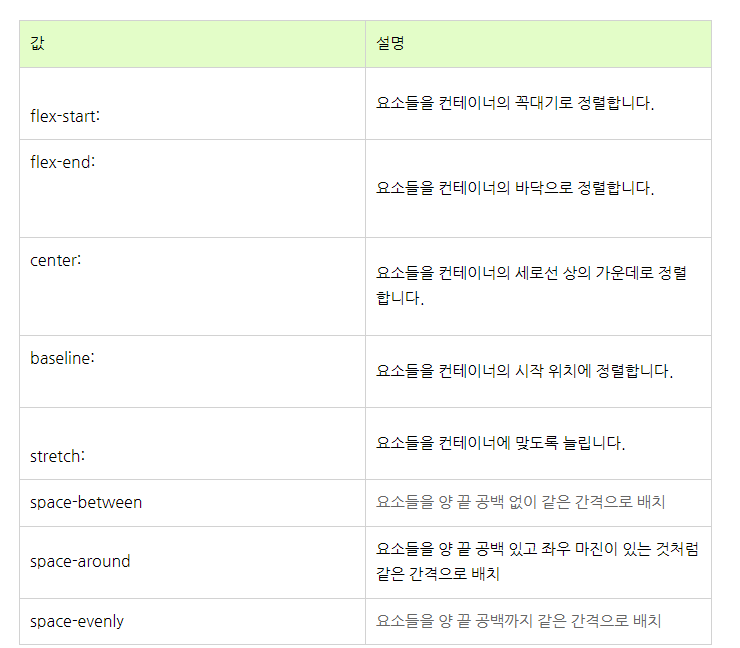 값
설명
flex-start:
요소들을 컨테이너의 꼭대기로 정렬합니다.
flex-end:
요소들을 컨테이너의 바닥으로 정렬합니다.
center:
요소들을 컨테이너의 세로선 상의 가운데로 정렬
합니다.
baseline:
요소들을 컨테이너의 시작 위치에 정렬합니다.
stretch:
요소들을 컨테이너에 맞도록 늘립니다.
space-between
요소들을 양 끝 공백 없이 같은 간격으로 배치
space-around
요소들을 양 끝 공백 있고 좌우 마진이 있는 것처럼
같은 간격으로 배치
space-evenly
요소들을 양 끝 공백까지 같은 간격으로 배치